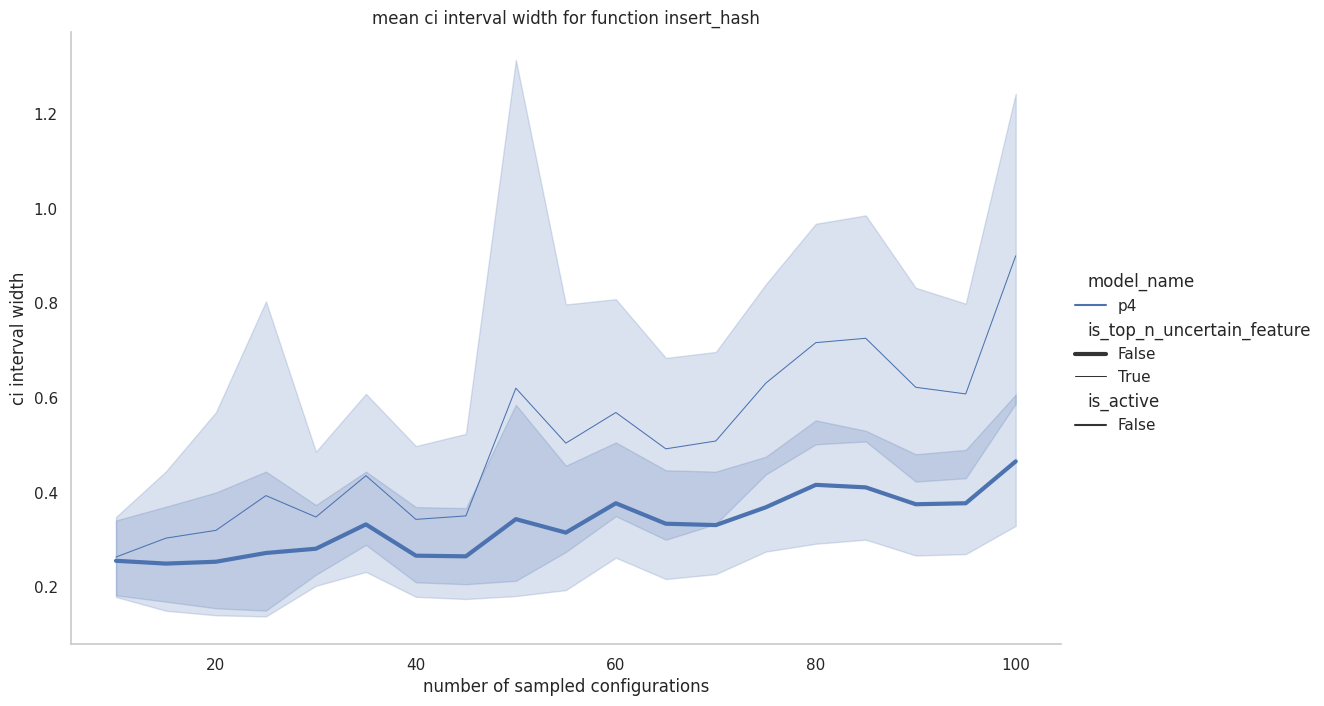 mean ci interval width for function insert_hash
1.2
1.0
0.8
0.6
0.4
0.2
ci interval width
20 40 60 80 100
number of sampled configurations
model_name
p4
is_top_n_uncertain_feature
False
True
is_active
False